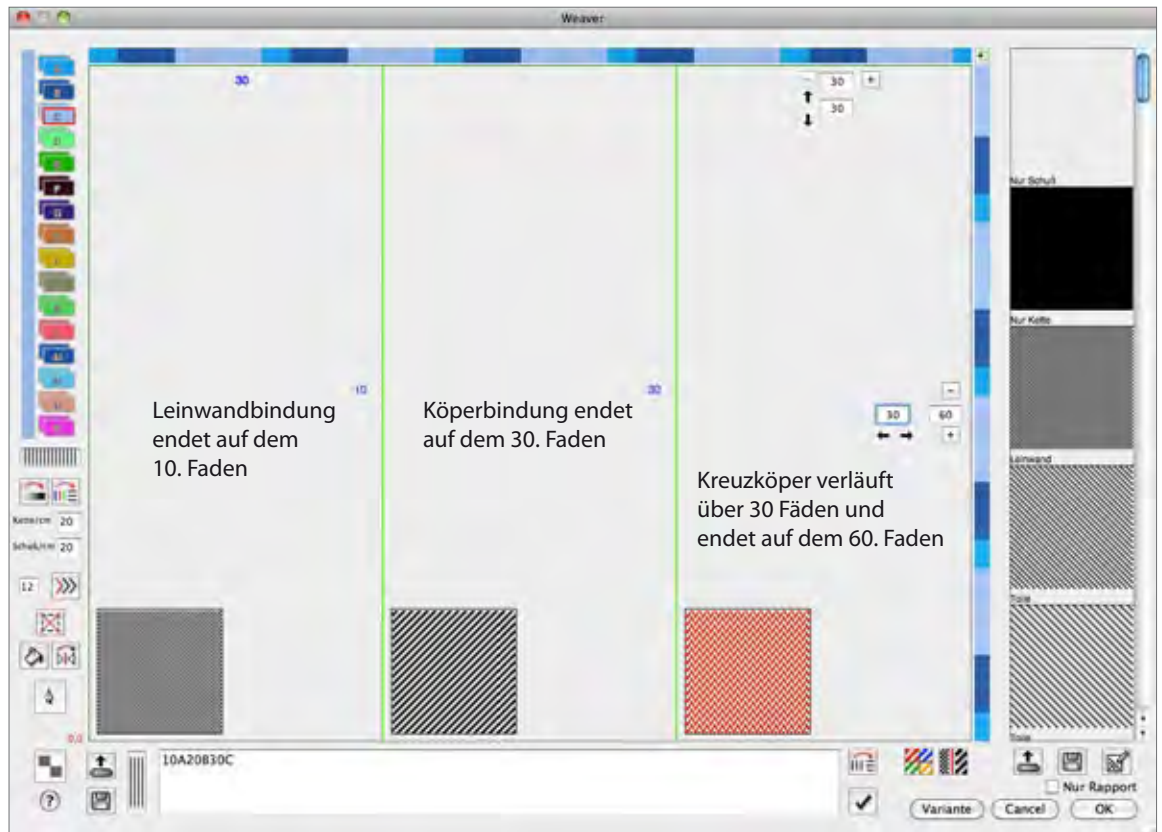 Weaver
30
30
30
Nur Schuß
Nur Kette
10
30
30
60
Leinwandbindung
endet auf dem
10. Faden
Köperbindung endet
auf dem 30. Faden
Kreuzköper verläuft
über 30 Fäden und
endet auf dem 60. Faden
Leinwand
Kette/cm 20
Schuß/cm 20
12
Toile
0,0
Toile
10A20B30C
Nur Rapport
Variante
Cancel
OK